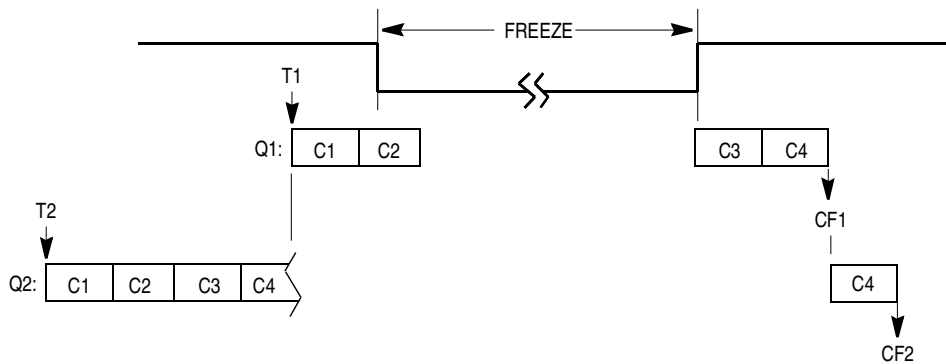 FREEZE
T1
Q1: C1 C2 C3 C4
CF1
T2
Q2: C1 C2 C3 C4 C4
CF2